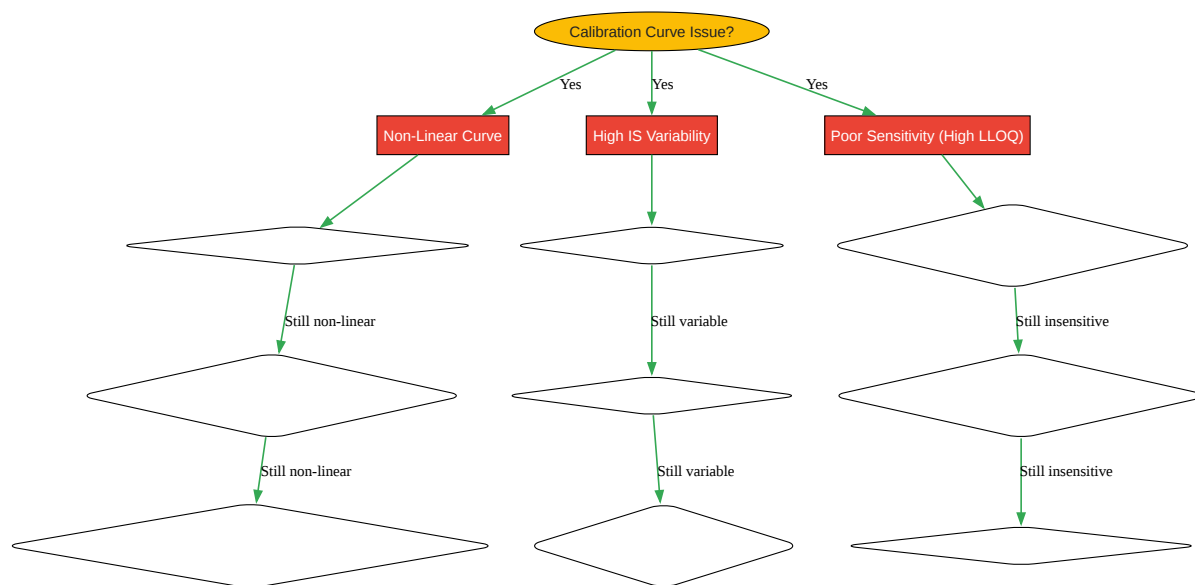 Calibration Curve Issue?
Yes
Yes
Yes
Non-Linear Curve
High IS Variability
Poor Sensitivity (High LLOQ)
Still non-linear
Still variable
Still insensitive
Still non-linear
Still variable
Still insensitive